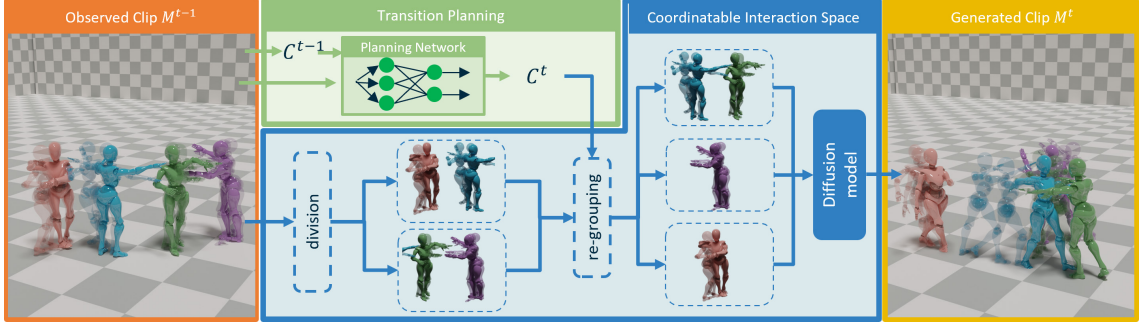 Observed Clip M^{t-1}
Transition Planning
Coordinatable Interaction Space
Generated Clip M^t
C^{t-1}
Planning Network
C^t
division
re-grouping
Diffusion
model